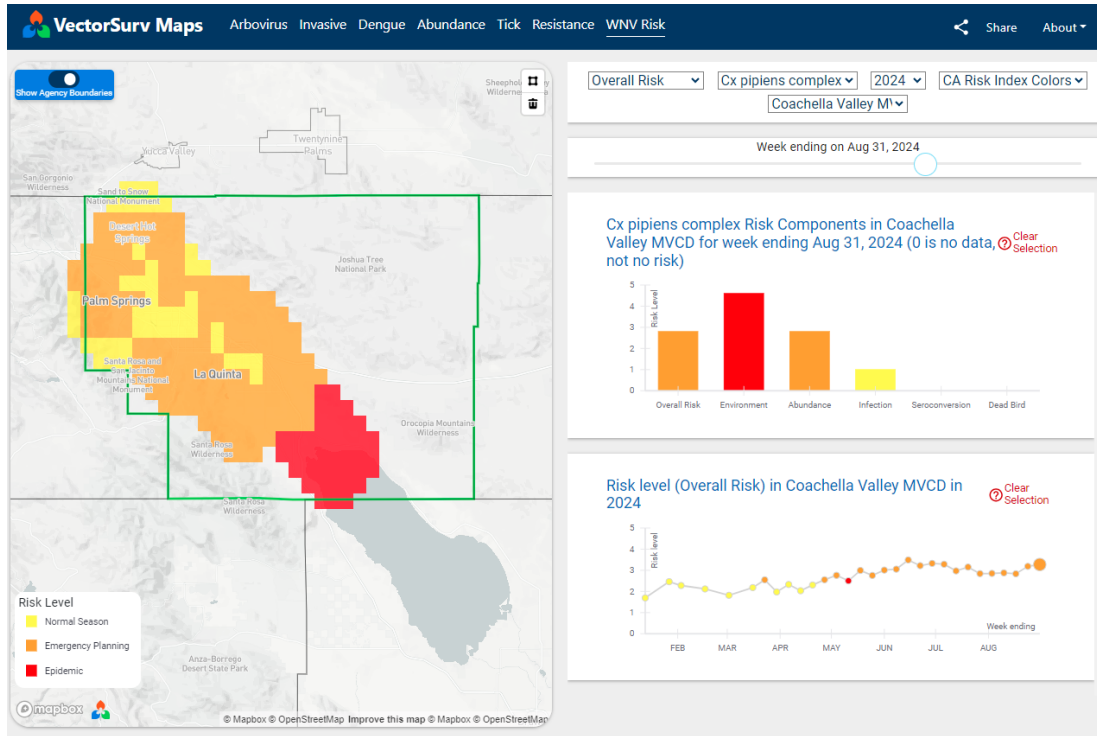 VectorSurv Maps
Arbovirus Invasive Dengue Abundance Tick Resistance WNV Risk
Share
About
Show Agency Boundaries
Twentynine
Palms
Yucca Valley
San Gorgonio
Wilderness
Sand to Snow
National Monument
Desert Hot
Springs
Joshua Tree
National Park
Palm Springs
Santa Rosa and
San Jacinto
Mountains National
Monument
La Quinta
Orocopia Mountains
Wilderness
Santa Rosa
Wilderness
Santa Rosa
Wilderness
Anza-Borrego
Desert State Park
Risk Level
Normal Season
Emergency Planning
Epidemic
mapbox
© Mapbox © OpenStreetMap Improve this map © Mapbox © OpenStreetMap
Overall Risk
Cx pipiens complex
2024
CA Risk Index Colors
Coachella Valley M
Week ending on Aug 31, 2024
Cx pipiens complex Risk Components in Coachella
Valley MVCD for week ending Aug 31, 2024 (0 is no data,
not no risk)
Clear
Selection
5
4
3
2
1
0
Risk Level
Overall Risk
Environment
Abundance
Infection
Seroconversion
Dead Bird
Risk level (Overall Risk) in Coachella Valley MVCD in
2024
Clear
Selection
5
4
3
2
1
0
Risk level
Week ending
FEB
MAR
APR
MAY
JUN
JUL
AUG